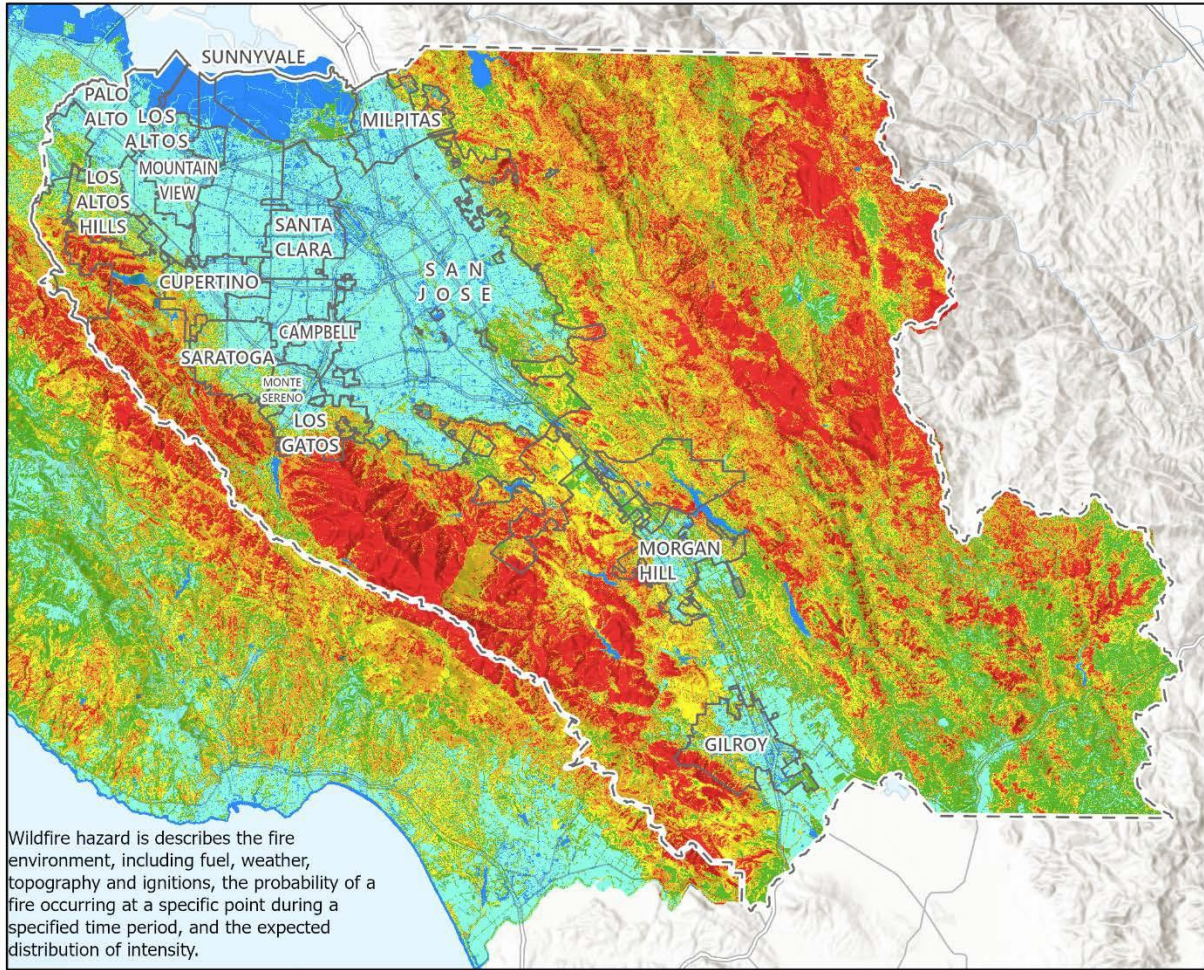 SUNNYVALE
PALO
ALTO
LOS
ALTOS
MILPITAS
LOS
ALTOS
HILLS
MOUNTAIN
VIEW
SANTA
CLARA
CUPERTINO
SAN
JOSE
CAMPBELL
SARATOGA
MONTE
SERENO
LOS
GATOS
MORGAN
HILL
GILROY
Wildfire hazard is describes the fire
environment, including fuel, weather,
topography and ignitions, the probability of a
fire occurring at a specific point during a
specified time period, and the expected
distribution of intensity.